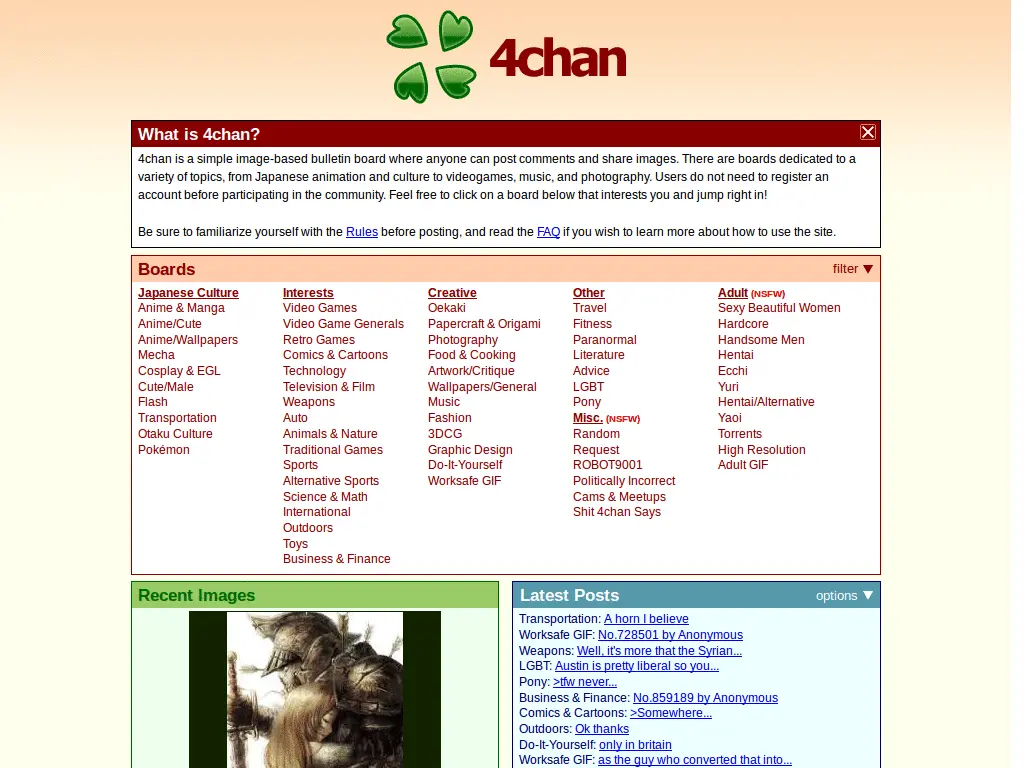 4chan
What is 4chan?
4chan is a simple image-based bulletin board where anyone can post comments and share images. There are boards dedicated to a
variety of topics, from Japanese animation and culture to videogames, music, and photography. Users do not need to register an
account before participating in the community. Feel free to click on a board below that interests you and jump right in!
Be sure to familiarize yourself with the Rules before posting, and read the FAQ if you wish to learn more about how to use the site.
Boards
filter ▼
Japanese Culture
Anime & Manga
Anime/Cute
Anime/Wallpapers
Mecha
Cosplay & EGL
Cute/Male
Flash
Transportation
Otaku Culture
Pokémon
Interests
Video Games
Video Game Generals
Retro Games
Comics & Cartoons
Technology
Television & Film
Weapons
Auto
Animals & Nature
Traditional Games
Sports
Alternative Sports
Science & Math
International
Outdoors
Toys
Business & Finance
Creative
Oekaki
Papercraft & Origami
Photography
Food & Cooking
Artwork/Critique
Wallpapers/General
Music
Fashion
3DCG
Graphic Design
Do-It-Yourself
Worksafe GIF
Other
Travel
Fitness
Paranormal
Literature
Advice
LGBT
Pony
Misc. (NSFW)
Random
Request
ROBOT9001
Politically Incorrect
Cams & Meetups
Shit 4chan Says
Adult (NSFW)
Sexy Beautiful Women
Hardcore
Handsome Men
Hentai
Ecchi
Yuri
Hentai/Alternative
Yaoi
Torrents
High Resolution
Adult GIF
Recent Images
Latest Posts
options ▼
Transportation: A horn I believe
Worksafe GIF: No.728501 by Anonymous
Weapons: Well, it's more that the Syrian...
LGBT: Austin is pretty liberal so you...
Pony: >tfw never...
Business & Finance: No.859189 by Anonymous
Comics & Cartoons: >Somewhere...
Outdoors: Ok thanks
Do-It-Yourself: only in britain
Worksafe GIF: as the guy who converted that into...